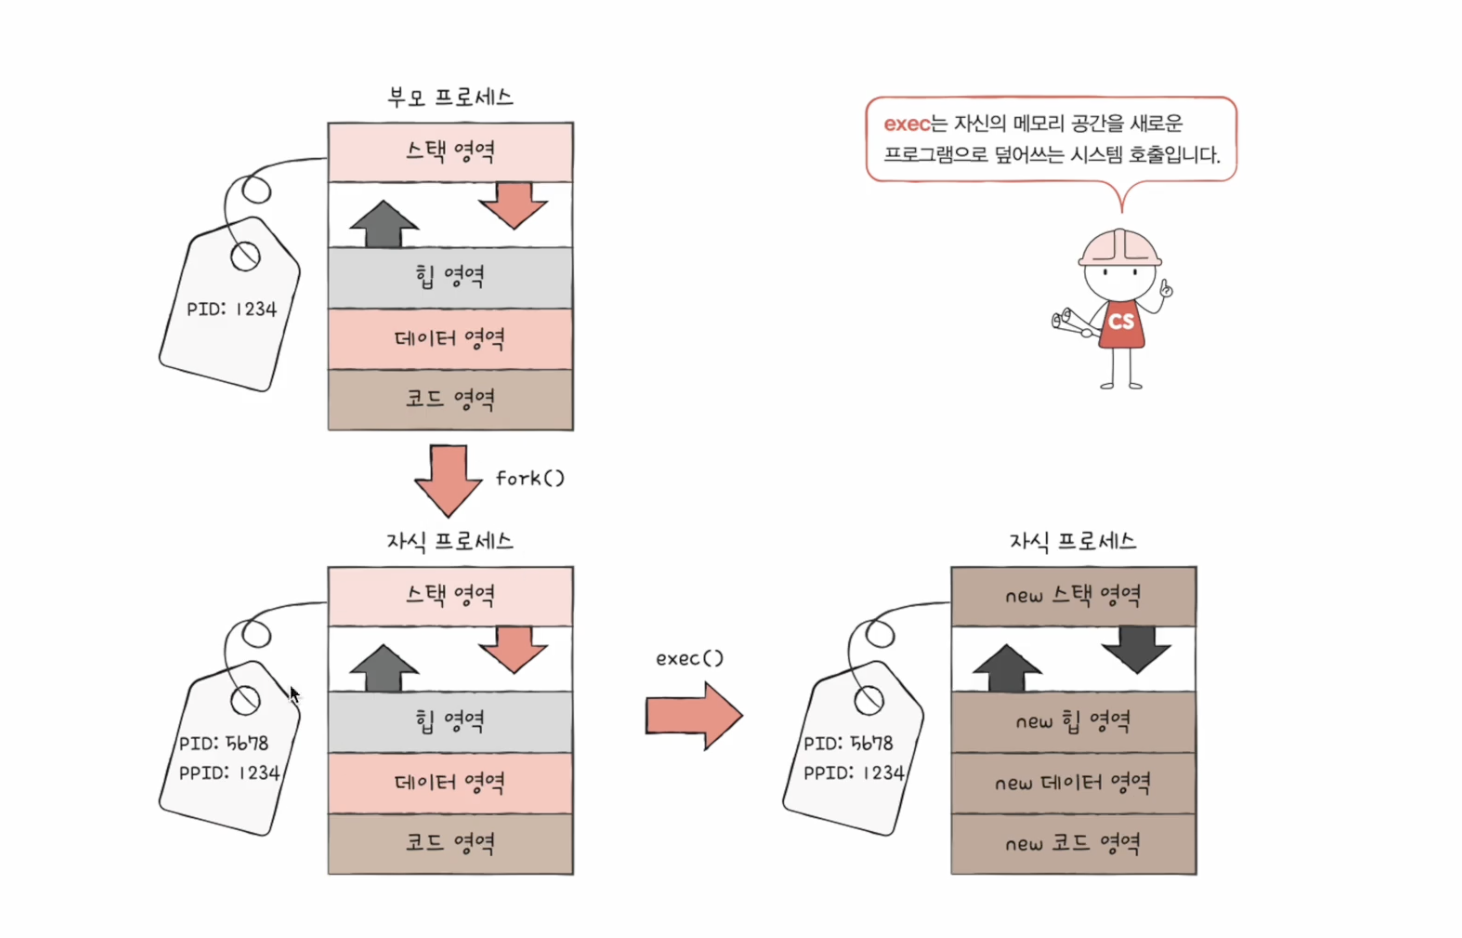 부모 프로세스
스택 영역
힙 영역
데이터 영역
코드 영역
PID: 1234
exec는 자신의 메모리 공간을 새로운
프로그램으로 덮어쓰는 시스템 호출입니다.
CS
fork()
자식 프로세스
스택 영역
힙 영역
데이터 영역
코드 영역
PID: 5678
PPID: 1234
exec()
자식 프로세스
new 스택 영역
new 힙 영역
new 데이터 영역
new 코드 영역
PID: 5678
PPID: 1234